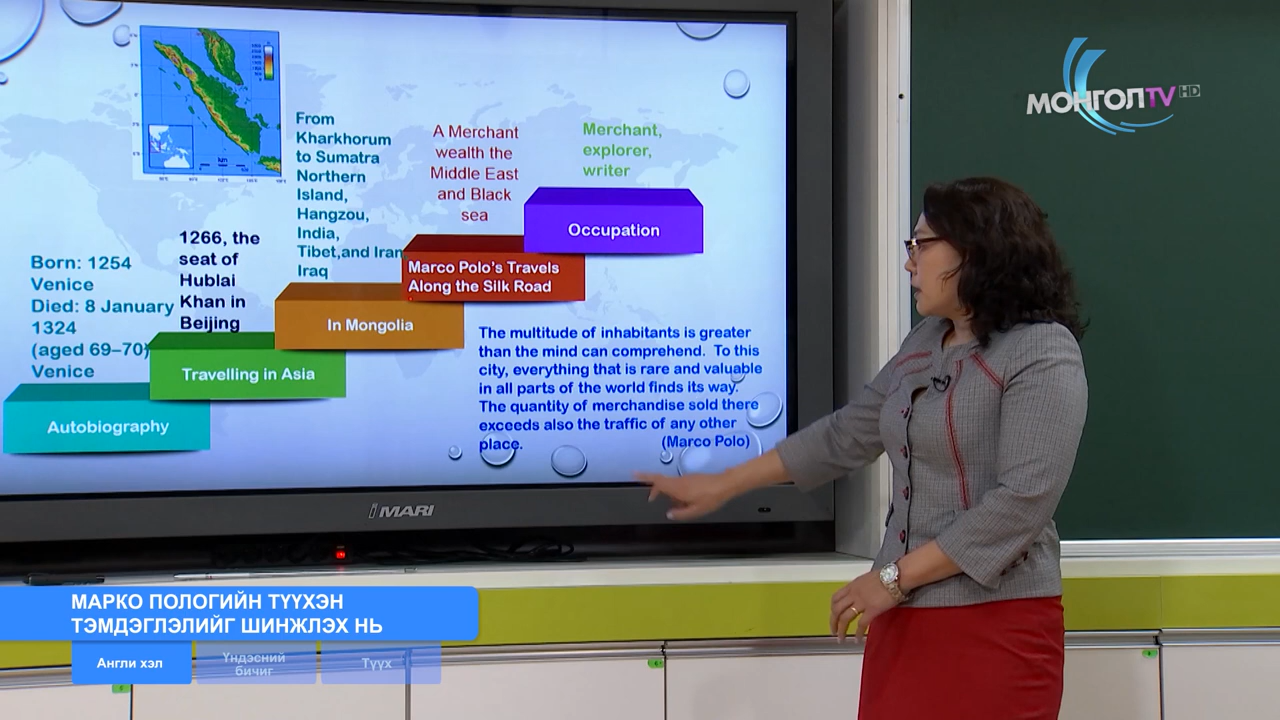 МОНГОЛTV HD
From
Kharkhorum
to Sumatra
Northern
Island,
Hangzou,
India,
Tibet,and Iran
Iraq
A Merchant
wealth the
Middle East
and Black
sea
Merchant,
explorer,
writer
Occupation
1266, the
seat of
Hublai
Khan in
Beijing
Born: 1254
Venice
Died: 8 January
1324
(aged 69–70)
Venice
Marco Polo's Travels
Along the Silk Road
In Mongolia
Travelling in Asia
Autobiography
The multitude of inhabitants is greater
than the mind can comprehend. To this
city, everything that is rare and valuable
in all parts of the world finds its way.
The quantity of merchandise sold there
exceeds also the traffic of any other
place. (Marco Polo)
iMARI
МАРКО ПОЛОГИЙН ТҮҮХЭН
ТЭМДЭГЛЭЛИЙГ ШИНЖЛЭХ НЬ
Англи хэл
Үндэсний
бичиг
Түүх